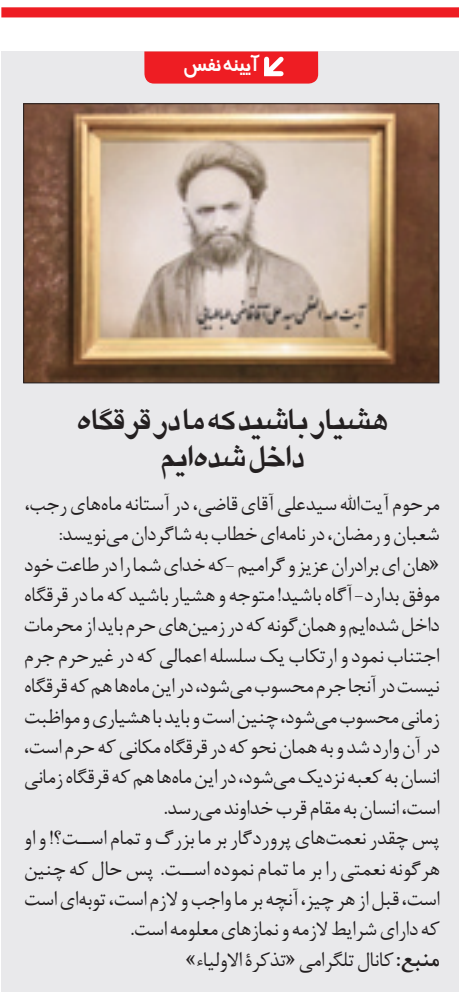 آیینه نفس
آیت الله العظمی سید علی آقا قاضی طباطبایی
هشیار باشید که ما در قرقگاه
داخل شده‌ایم
مرحوم آیت‌الله سیدعلی آقای قاضی، در آستانه ماه‌های رجب،
شعبان و رمضان، در نامه‌ای خطاب به شاگردان می‌نویسد:
«هان ای برادران عزیز و گرامیم -که خدای شما را در طاعت خود
موفق بدارد- آگاه باشید! متوجه و هشیار باشید که ما در قرقگاه
داخل شده‌ایم و همان گونه که در زمین‌های حرم باید از محرمات
اجتناب نمود و ارتکاب یک سلسله اعمالی که در غیر حرم جرم
نیست در آنجا جرم محسوب می‌شود، در این ماه‌ها هم که قرقگاه
زمانی محسوب می‌شود، چنین است و باید با هشیاری و مواظبت
در آن وارد شد و به همان نحو که در قرقگاه مکانی که حرم است،
انسان به کعبه نزدیک می‌شود، در این ماه‌ها هم که قرقگاه زمانی
است، انسان به مقام قرب خداوند می‌رسد.
پس چقدر نعمت‌های پروردگار بر ما بزرگ و تمام است؟! و او
هرگونه نعمتی را بر ما تمام نموده است. پس حال که چنین
است، قبل از هر چیز، آنچه بر ما واجب و لازم است، توبه‌ای است
که دارای شرایط لازمه و نمازهای معلومه است.
منبع: کانال تلگرامی «تذکرة الاولیاء»